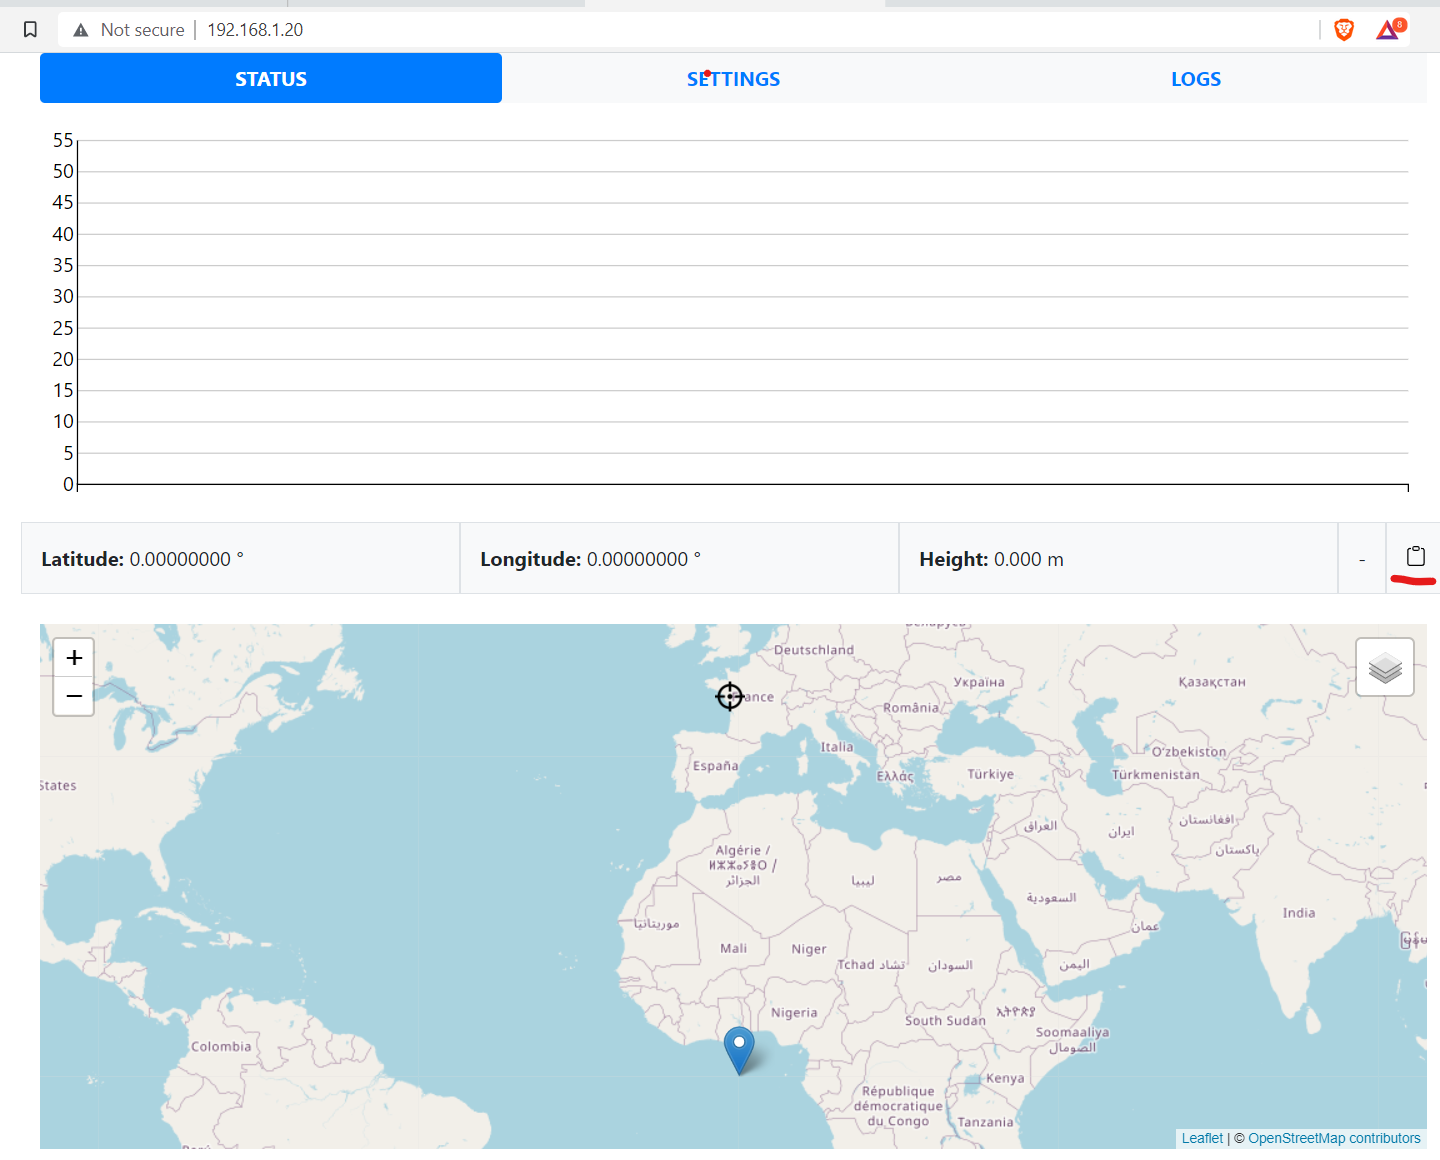 Not secure | 192.168.1.20
8
STATUS
SETTINGS
LOGS
55
50
45
40
35
30
25
20
15
10
5
0
Latitude: 0.00000000 °
Longitude: 0.00000000 °
Height: 0.000 m
-
+
−
Deutschland
Україна
Қазақстан
ance
România
Italia
O'zbekiston
España
Ελλάς
Türkiye
Türkmenistan
States
العراق
ایران
افغانستان
پاکستان
Algérie /
ⵍⵣⵣⴰⵢⴻⵔ /
الجزائر
ليبيا
مصر
السعودية
India
موريتانيا
عمان
Mali
Niger
Tchad تشاد
السودان
اليمن
Nigeria
South Sudan
ኢትዮጵያ
Soomaaliya
الصومال
Colombia
Kenya
République
démocratique
du Congo
Tanzania
Leaflet | © OpenStreetMap contributors